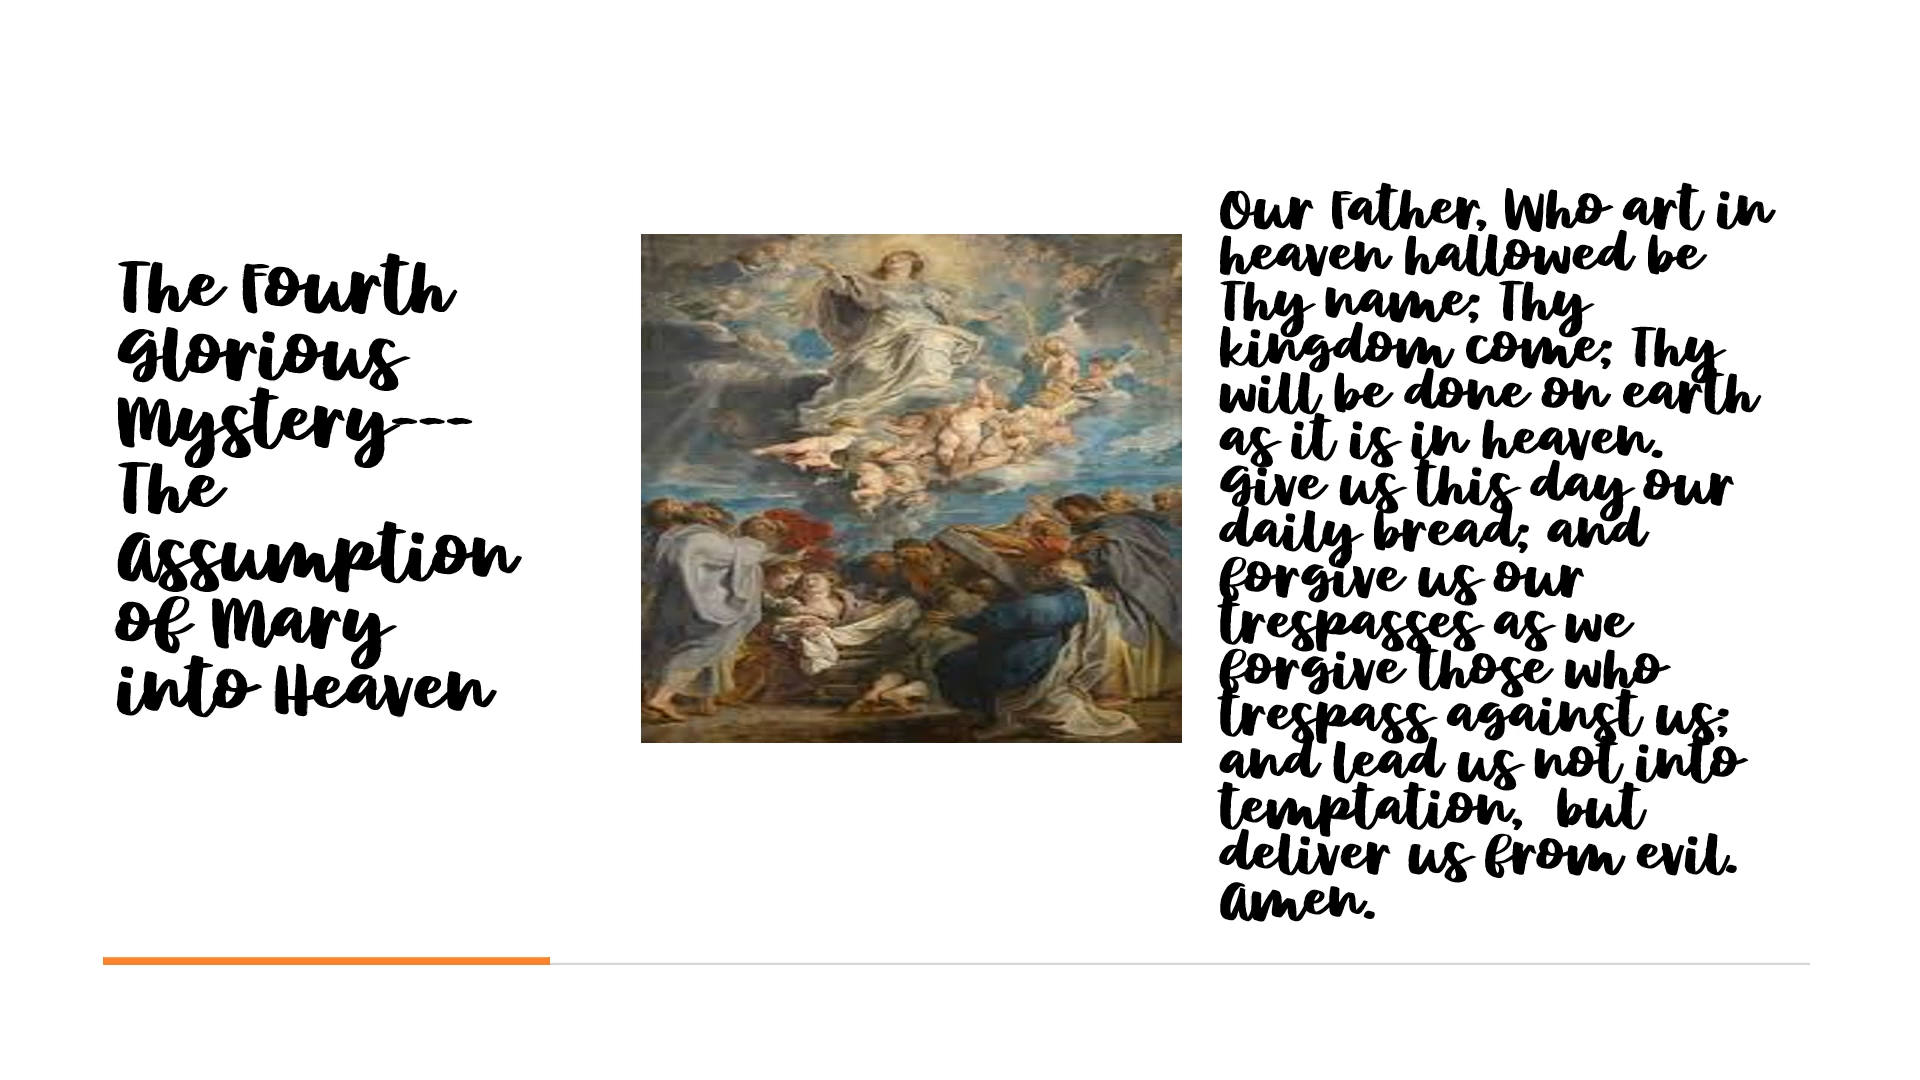 The Fourth
Glorious
Mystery---
The
Assumption
of Mary
into Heaven
Our Father, Who art in
heaven hallowed be
Thy name; Thy
kingdom come; Thy
will be done on earth
as it is in heaven.
Give us this day our
daily bread; and
forgive us our
trespasses as we
forgive those who
trespass against us;
and lead us not into
temptation,  but
deliver us from evil.
Amen.